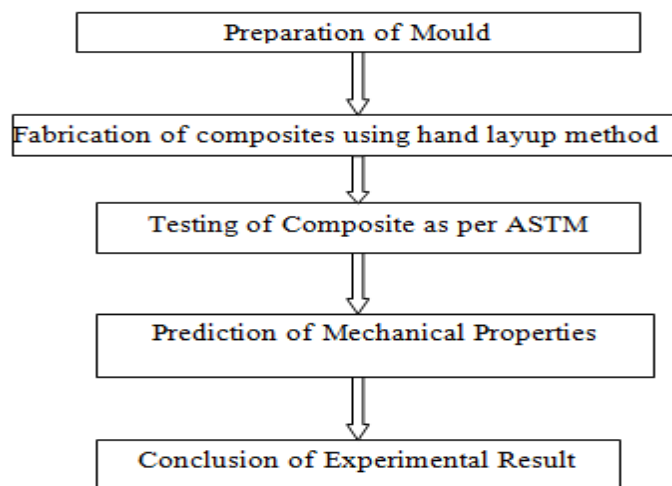 Preparation of Mould
Fabrication of composites using hand layup method
Testing of Composite as per ASTM
Prediction of Mechanical Properties
Conclusion of Experimental Result